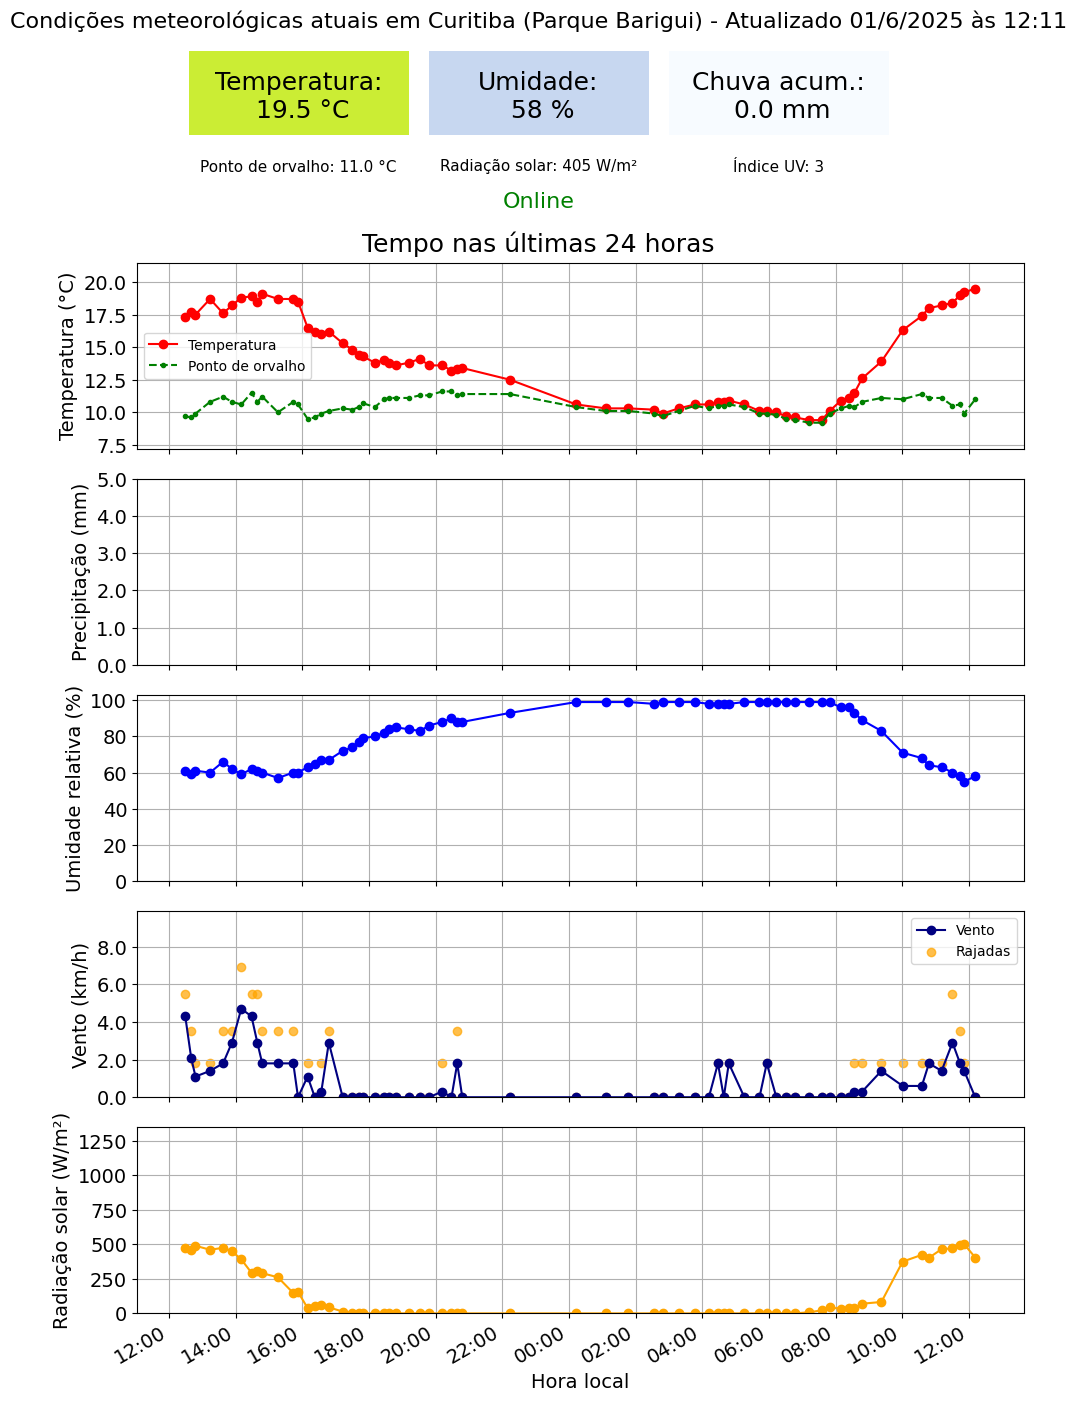 Condições meteorológicas atuais em Curitiba (Parque Barigui) - Atualizado 01/6/2025 às 12:11
Temperatura:
19.5 °C
Umidade:
58 %
Chuva acum.:
0.0 mm
Ponto de orvalho: 11.0 °C
Radiação solar: 405 W/m²
Índice UV: 3
Online
Tempo nas últimas 24 horas
Temperatura (°C)
20.0
17.5
15.0
12.5
10.0
7.5
Temperatura
Ponto de orvalho
Precipitação (mm)
5.0
4.0
3.0
2.0
1.0
0.0
Umidade relativa (%)
100
80
60
40
20
0
Vento (km/h)
8.0
6.0
4.0
2.0
0.0
Vento
Rajadas
Radiação solar (W/m²)
1250
1000
750
500
250
0
12:00
14:00
16:00
18:00
20:00
22:00
00:00
02:00
04:00
06:00
08:00
10:00
12:00
Hora local